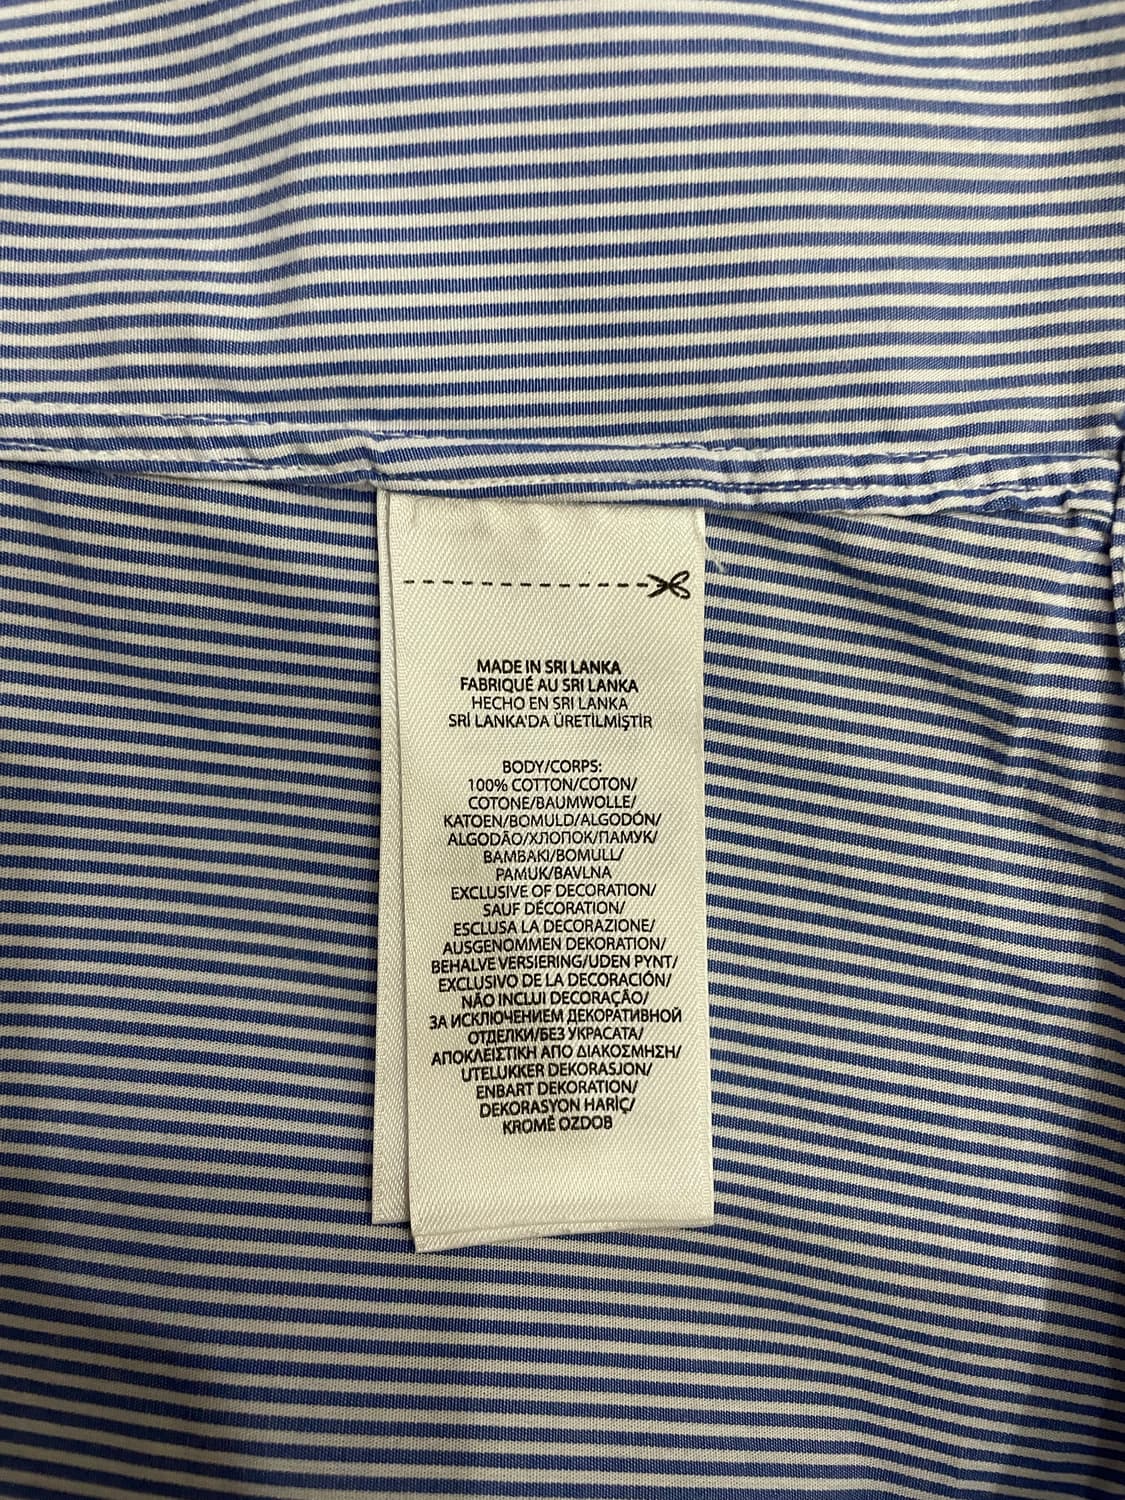 MADE IN SRI LANKA
FABRIQUÉ AU SRI LANKA
HECHO EN SRI LANKA
SRİ LANKA'DA ÜRETİLMİŞTİR
BODY/CORPS:
100% COTTON/COTON/
COTONE/BAUMWOLLE/
KATOEN/BOMULD/ALGODÓN/
ALGODÃO/ХЛОПОК/ПАМУК/
BAMBAKI/BOMULL/
PAMUK/BAVLNA
EXCLUSIVE OF DECORATION/
SAUF DÉCORATION/
ESCLUSA LA DECORAZIONE/
AUSGENOMMEN DEKORATION/
BEHALVE VERSIERING/UDEN PYNT/
EXCLUSIVO DE LA DECORACIÓN/
NÃO INCLUI DECORAÇÃO/
ЗА ИСКЛЮЧЕНИЕМ ДЕКОРАТИВНОЙ
ОТДЕЛКИ/БЕЗ УКРАСАТА/
ΑΠΟΚΛΕΙΣΤΙΚΗ ΑΠΟ ΔΙΑΚΟΣΜΗΣΗ/
UTELUKKER DEKORASJON/
ENBART DEKORATION/
DEKORASYON HARİÇ/
KROMĚ OZDOB